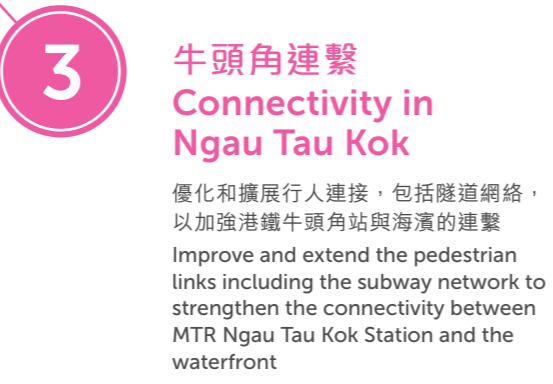 3
牛頭角連繫
Connectivity in
Ngau Tau Kok
優化和擴展行人連接，包括隧道網絡，
以加強港鐵牛頭角站與海濱的連繫
Improve and extend the pedestrian
links including the subway network to
strengthen the connectivity between
MTR Ngau Tau Kok Station and the
waterfront